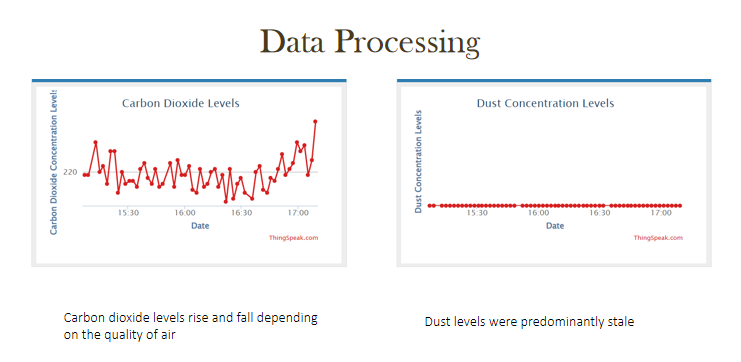 Data Processing
Carbon Dioxide Levels
Carbon Dioxide Concentration Levels
220
15:30 16:00 16:30 17:00
Date
ThingSpeak.com
Dust Concentration Levels
Dust Concentration Levels
15:30 16:00 16:30 17:00
Date
ThingSpeak.com
Carbon dioxide levels rise and fall depending
on the quality of air
Dust levels were predominantly stale